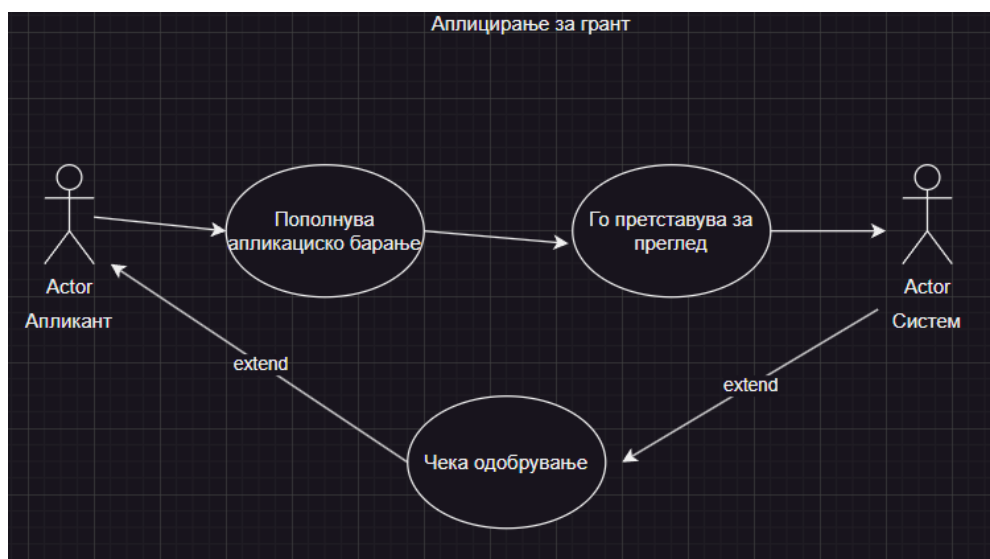 Аплицирање за грант
Пополнува
апликациско барање
Го претставува за
преглед
Actor
Апликант
Actor
Систем
extend
extend
Чека одобрување